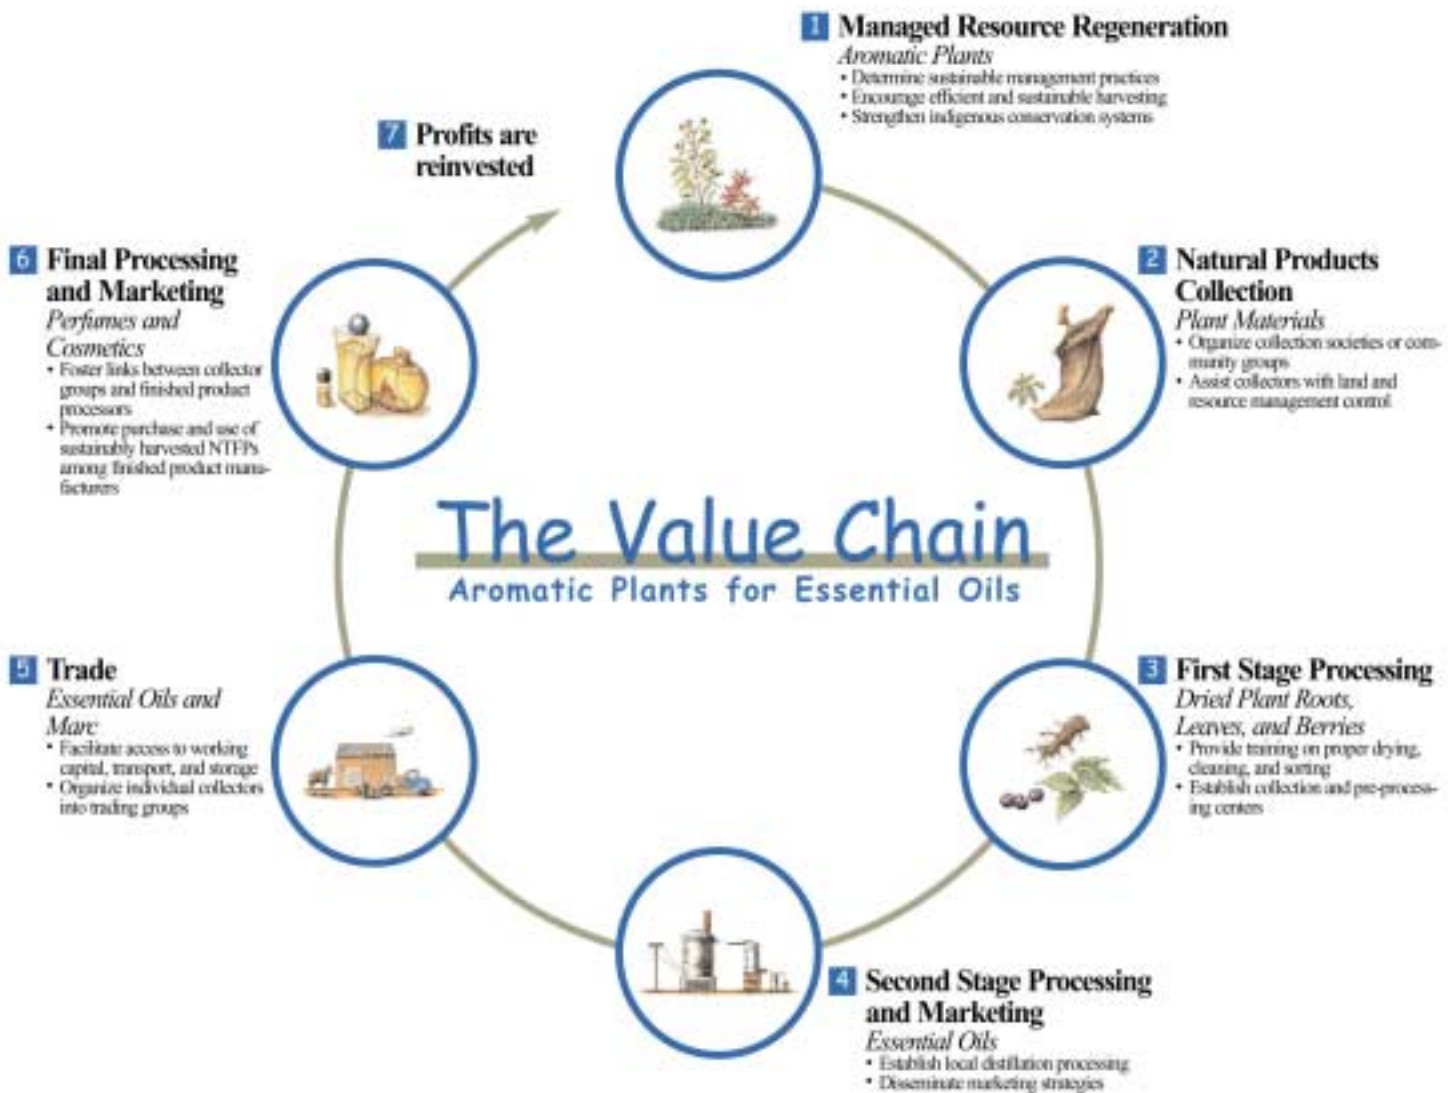 1 Managed Resource Regeneration
Aromatic Plants
• Determine sustainable management practices
• Encourage efficient and sustainable harvesting
• Strengthen indigenous conservation systems
2 Natural Products
Collection
Plant Materials
• Organize collection societies or com-
munity groups
• Assist collectors with land and
resource management control
3 First Stage Processing
Dried Plant Roots,
Leaves, and Berries
• Provide training on proper drying,
cleaning, and sorting
• Establish collection and pre-process-
ing centers
4 Second Stage Processing
and Marketing
Essential Oils
• Establish local distillation processing
• Disseminate marketing strategies
5 Trade
Essential Oils and
Marc
• Facilitate access to working
capital, transport, and storage
• Organize individual collectors
into trading groups
6 Final Processing
and Marketing
Perfumes and
Cosmetics
• Foster links between collector
groups and finished product
processors
• Promote purchase and use of
sustainably harvested NTFPs
among finished product manu-
facturers
7 Profits are
reinvested
The Value Chain
Aromatic Plants for Essential Oils